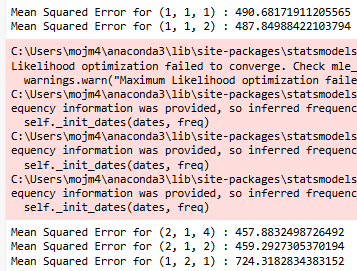 Mean Squared Error for (1, 1, 1) : 490.68171911205565
Mean Squared Error for (1, 1, 2) : 487.84988422103794
C:\Users\mojm4\anaconda3\lib\site-packages\statsmodels
Likelihood optimization failed to converge. Check mle_
warnings.warn("Maximum Likelihood optimization faile
C:\Users\mojm4\anaconda3\lib\site-packages\statsmodels
equency information was provided, so inferred frequenc
self._init_dates(dates, freq)
C:\Users\mojm4\anaconda3\lib\site-packages\statsmodels
equency information was provided, so inferred frequenc
self._init_dates(dates, freq)
C:\Users\mojm4\anaconda3\lib\site-packages\statsmodels
equency information was provided, so inferred frequenc
self._init_dates(dates, freq)
Mean Squared Error for (2, 1, 4) : 457.8832498726492
Mean Squared Error for (2, 1, 2) : 459.2927305370194
Mean Squared Error for (1, 2, 1) : 724.3182834383152